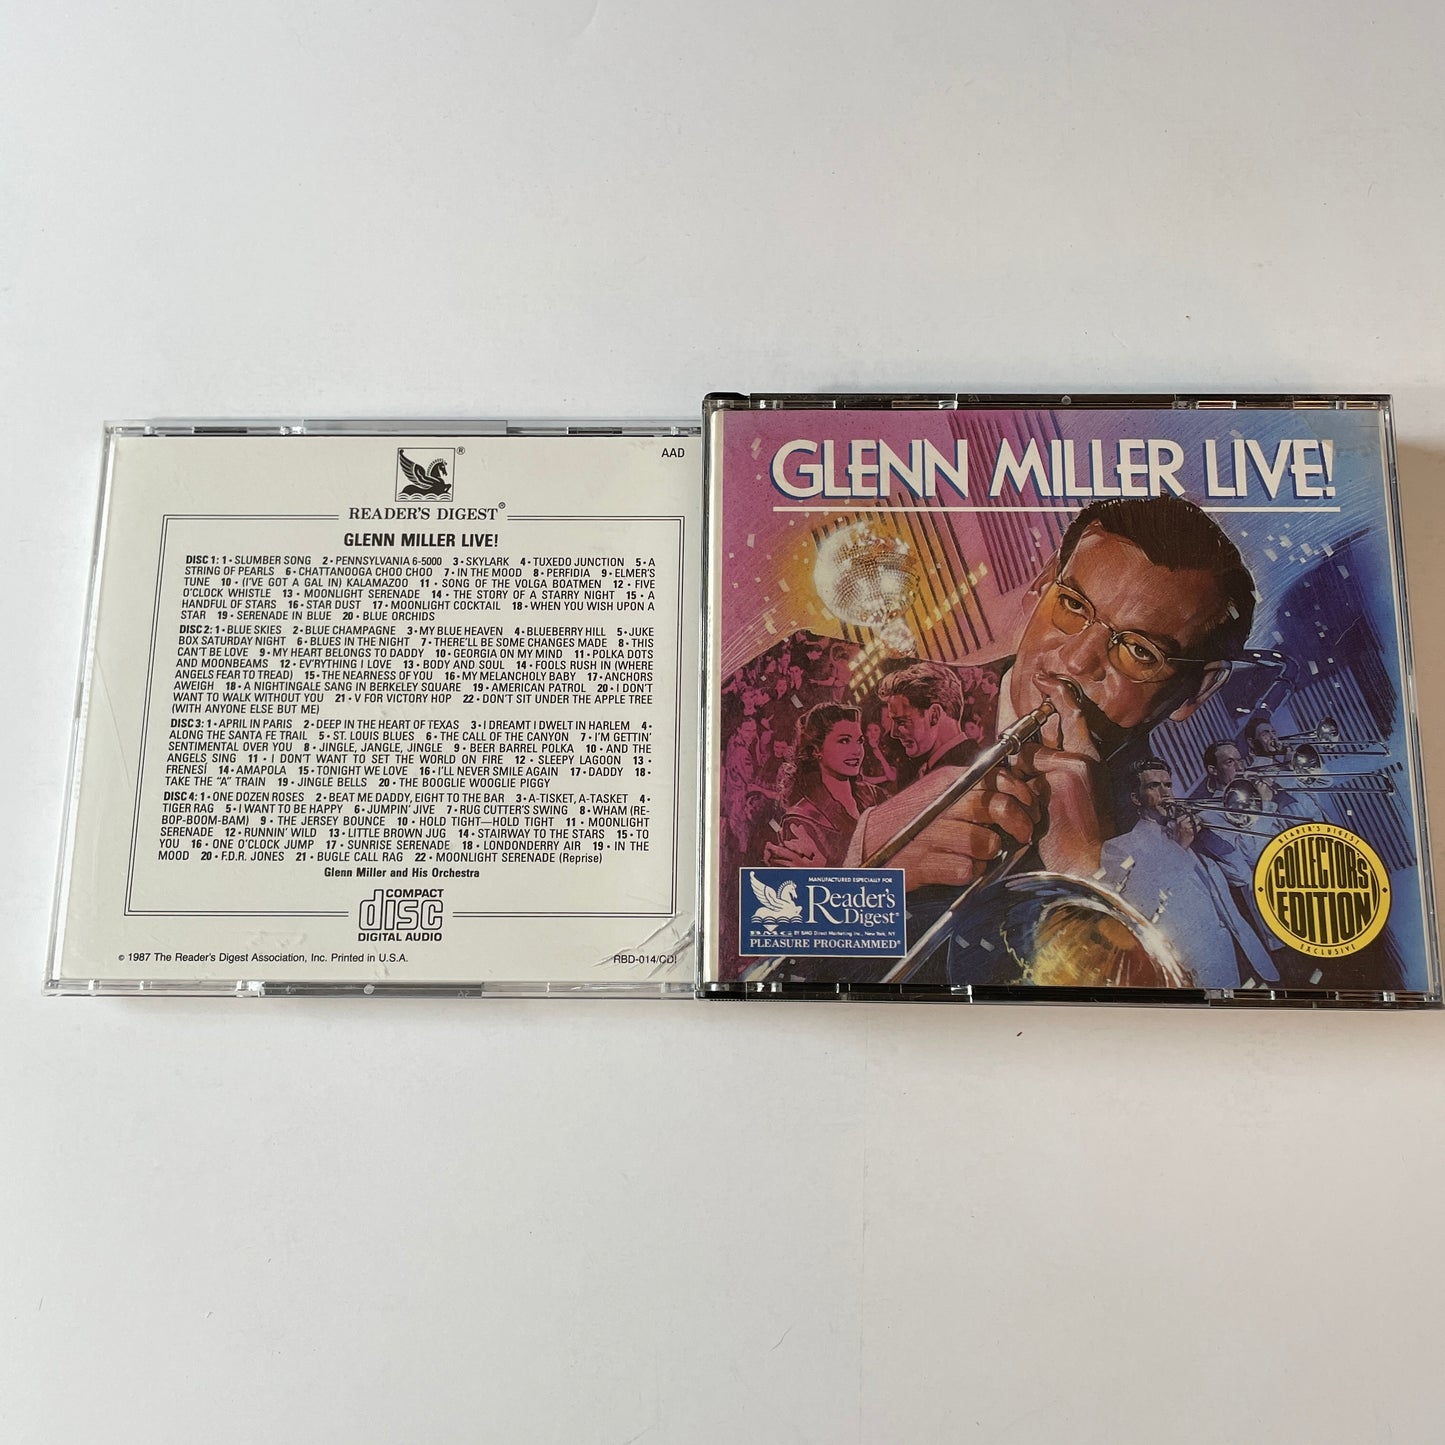 AAD
®
READER'S DIGEST®
GLENN MILLER LIVE!
DISC 1: 1 • SLUMBER SONG 2 • PENNSYLVANIA 6-5000 3 • SKYLARK 4 • TUXEDO JUNCTION 5 • A
STRING OF PEARLS 6 • CHATTANOOGA CHOO CHOO 7 • IN THE MOOD 8 • PERFIDIA 9 • ELMER'S
TUNE 10 • (I'VE GOT A GAL IN) KALAMAZOO 11 • SONG OF THE VOLGA BOATMEN 12 • FIVE
O'CLOCK WHISTLE 13 • MOONLIGHT SERENADE 14 • THE STORY OF A STARRY NIGHT 15 • A
HANDFUL OF STARS 16 • STAR DUST 17 • MOONLIGHT COCKTAIL 18 • WHEN YOU WISH UPON A
STAR 19 • SERENADE IN BLUE 20 • BLUE ORCHIDS
DISC 2: 1 • BLUE SKIES 2 • BLUE CHAMPAGNE 3 • MY BLUE HEAVEN 4 • BLUEBERRY HILL 5 • JUKE
BOX SATURDAY NIGHT 6 • BLUES IN THE NIGHT 7 • THERE'LL BE SOME CHANGES MADE 8 • THIS
CAN'T BE LOVE 9 • MY HEART BELONGS TO DADDY 10 • GEORGIA ON MY MIND 11 • POLKA DOTS
AND MOONBEAMS 12 • EV'RYTHING I LOVE 13 • BODY AND SOUL 14 • FOOLS RUSH IN (WHERE
ANGELS FEAR TO TREAD) 15 • THE NEARNESS OF YOU 16 • MY MELANCHOLY BABY 17 • ANCHORS
AWEIGH 18 • A NIGHTINGALE SANG IN BERKELEY SQUARE 19 • AMERICAN PATROL 20 • I DON'T
WANT TO WALK WITHOUT YOU 21 • V FOR VICTORY HOP 22 • DON'T SIT UNDER THE APPLE TREE
(WITH ANYONE ELSE BUT ME)
DISC 3: 1 • APRIL IN PARIS 2 • DEEP IN THE HEART OF TEXAS 3 • I DREAMT I DWELT IN HARLEM 4 •
ALONG THE SANTA FE TRAIL 5 • ST. LOUIS BLUES 6 • THE CALL OF THE CANYON 7 • I'M GETTIN'
SENTIMENTAL OVER YOU 8 • JINGLE, JANGLE, JINGLE 9 • BEER BARREL POLKA 10 • AND THE
ANGELS SING 11 • I DON'T WANT TO SET THE WORLD ON FIRE 12 • SLEEPY LAGOON 13 •
FRENESÍ 14 • AMAPOLA 15 • TONIGHT WE LOVE 16 • I'LL NEVER SMILE AGAIN 17 • DADDY 18 •
TAKE THE "A" TRAIN 19 • JINGLE BELLS 20 • THE BOOGLIE WOOGLIE PIGGY
DISC 4: 1 • ONE DOZEN ROSES 2 • BEAT ME DADDY, EIGHT TO THE BAR 3 • A-TISKET, A-TASKET 4 •
TIGER RAG 5 • I WANT TO BE HAPPY 6 • JUMPIN' JIVE 7 • RUG CUTTER'S SWING 8 • WHAM (RE-
BOP-BOOM-BAM) 9 • THE JERSEY BOUNCE 10 • HOLD TIGHT—HOLD TIGHT 11 • MOONLIGHT
SERENADE 12 • RUNNIN' WILD 13 • LITTLE BROWN JUG 14 • STAIRWAY TO THE STARS 15 • TO
YOU 16 • ONE O'CLOCK JUMP 17 • SUNRISE SERENADE 18 • LONDONDERRY AIR 19 • IN THE
MOOD 20 • F.D.R. JONES 21 • BUGLE CALL RAG 22 • MOONLIGHT SERENADE (Reprise)
Glenn Miller and His Orchestra
COMPACT
disc
DIGITAL AUDIO
© 1987 The Reader's Digest Association, Inc. Printed in U.S.A.
RBD-014/CD!
GLENN MILLER LIVE!
MANUFACTURED ESPECIALLY FOR
Reader's
Digest®
BMG BY BMG Direct Marketing Inc., New York, NY
PLEASURE PROGRAMMED®
READER'S DIGEST
COLLECTOR'S
EDITION
EXCLUSIVE